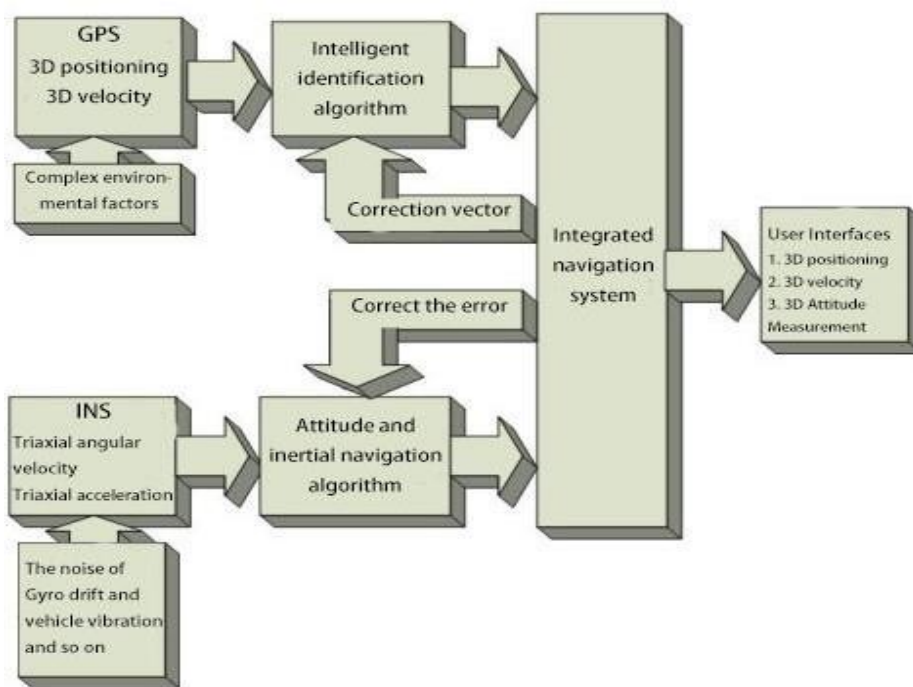 GPS
3D positioning
3D velocity
Intelligent
identification
algorithm
Complex environ-
mental factors
Correction vector
Integrated
navigation
system
User Interfaces
1. 3D positioning
2. 3D velocity
3. 3D Attitude
Measurement
Correct the error
INS
Triaxial angular
velocity
Triaxial acceleration
Attitude and
inertial navigation
algorithm
The noise of
Gyro drift and
vehicle vibration
and so on